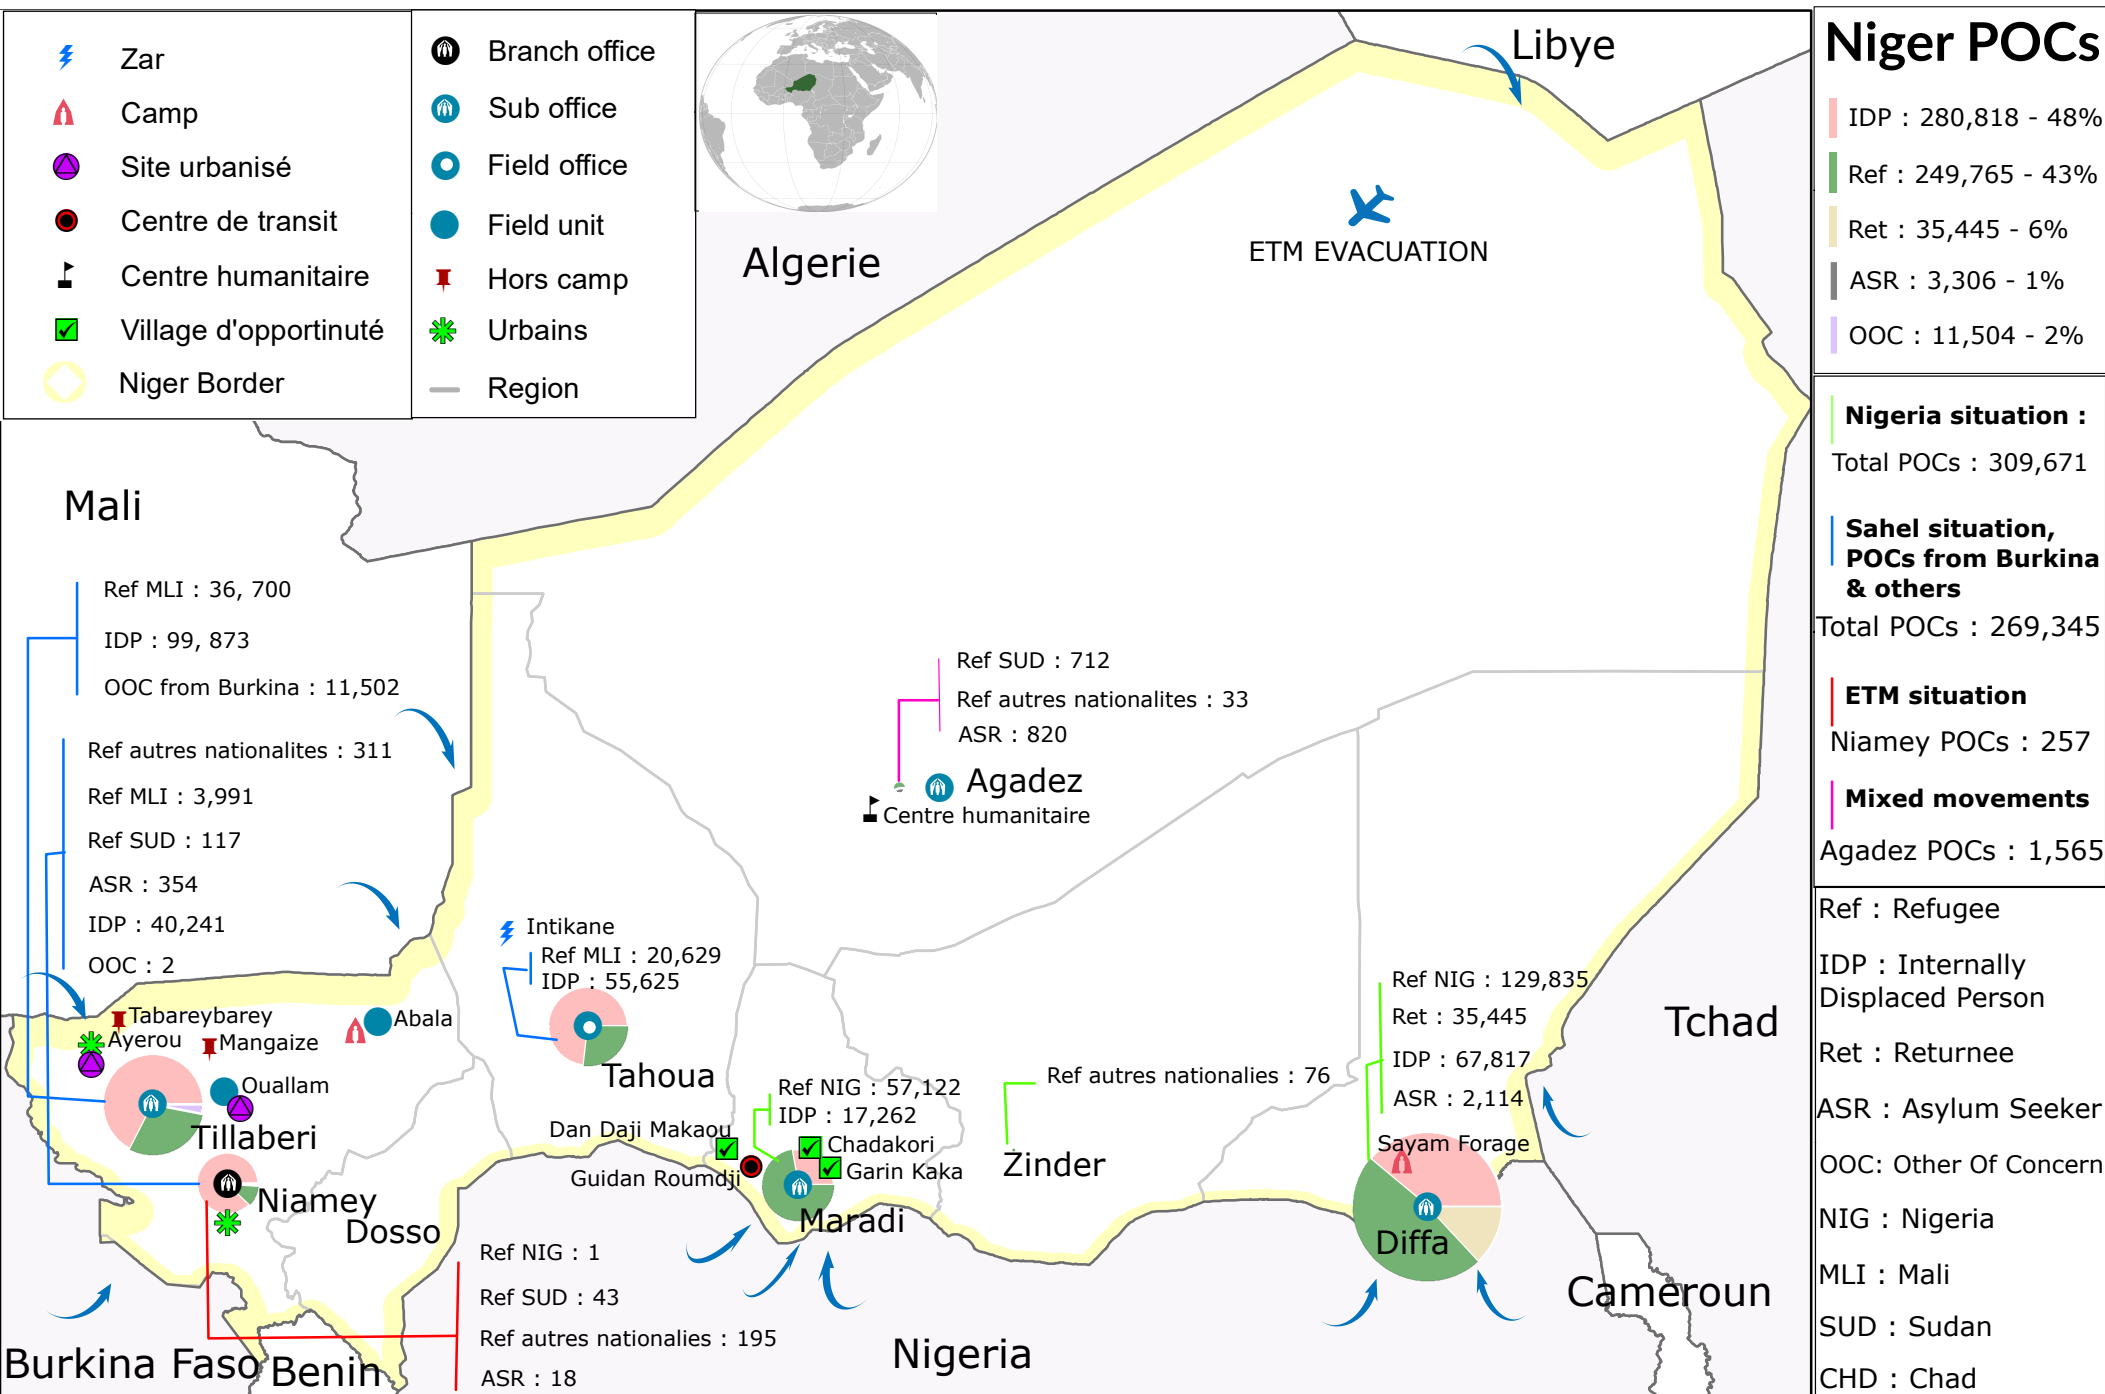 Zar
Camp
Site urbanisé
Centre de transit
Centre humanitaire
Village d'opportinuté
Niger Border
Branch office
Sub office
Field office
Field unit
Hors camp
Urbains
Region
Libye
Algerie
ETM EVACUATION
Mali
Ref MLI : 36, 700
IDP : 99, 873
OOC from Burkina : 11,502
Ref autres nationalites : 311
Ref MLI : 3,991
Ref SUD : 117
ASR : 354
IDP : 40,241
OOC : 2
Ref SUD : 712
Ref autres nationalites : 33
ASR : 820
Agadez
Centre humanitaire
Intikane
Ref MLI : 20,629
IDP : 55,625
Tahoua
Tabareybarey
Ayerou
Mangaize
Abala
Ouallam
Tillaberi
Niamey
Dosso
Ref NIG : 57,122
IDP : 17,262
Dan Daji Makaou
Chadakori
Guidan Roumdji
Garin Kaka
Maradi
Ref autres nationalies : 76
Zinder
Ref NIG : 129,835
Ret : 35,445
IDP : 67,817
ASR : 2,114
Sayam Forage
Diffa
Tchad
Cameroun
Nigeria
Ref NIG : 1
Ref SUD : 43
Ref autres nationalies : 195
ASR : 18
Burkina Faso
Benin
Niger POCs
IDP : 280,818 - 48%
Ref : 249,765 - 43%
Ret : 35,445 - 6%
ASR : 3,306 - 1%
OOC : 11,504 - 2%
Nigeria situation :
Total POCs : 309,671
Sahel situation,
POCs from Burkina
& others
Total POCs : 269,345
ETM situation
Niamey POCs : 257
Mixed movements
Agadez POCs : 1,565
Ref : Refugee
IDP : Internally
Displaced Person
Ret : Returnee
ASR : Asylum Seeker
OOC: Other Of Concern
NIG : Nigeria
MLI : Mali
SUD : Sudan
CHD : Chad